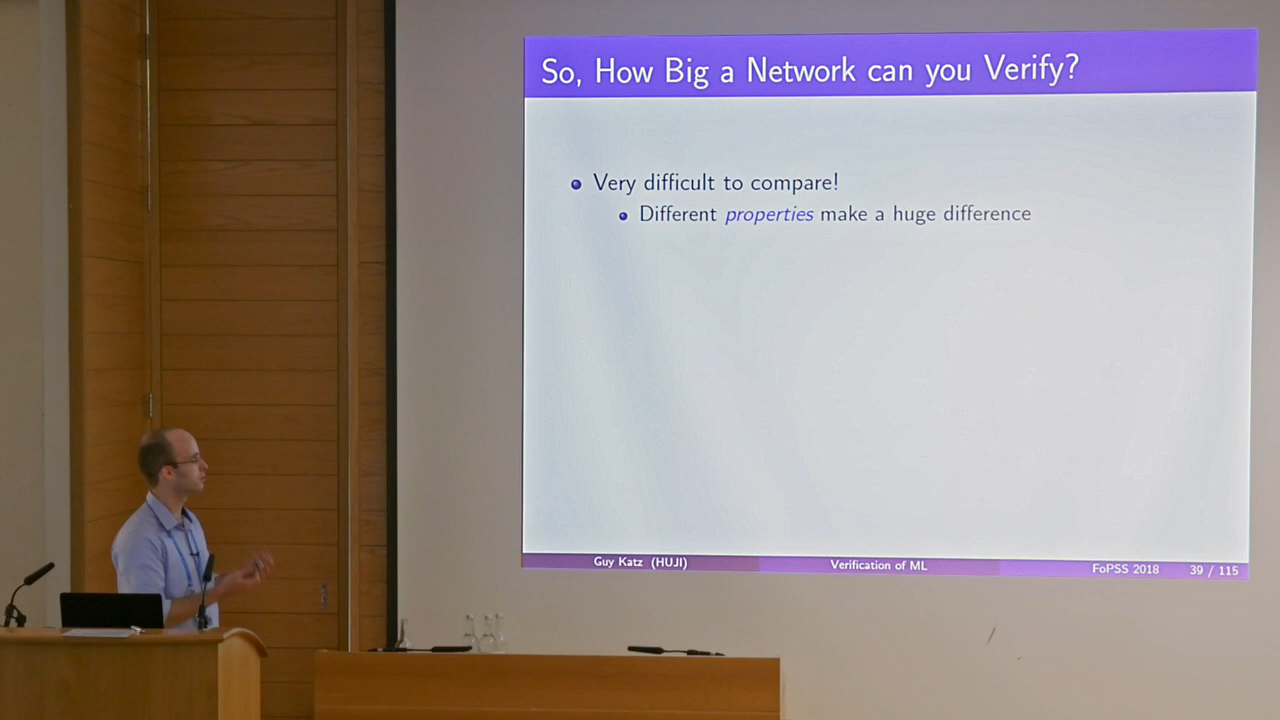 So, How Big a Network can you Verify?
Very difficult to compare!
Different properties make a huge difference
Guy Katz (HUJI) Verification of ML FoPSS 2018 39 / 115